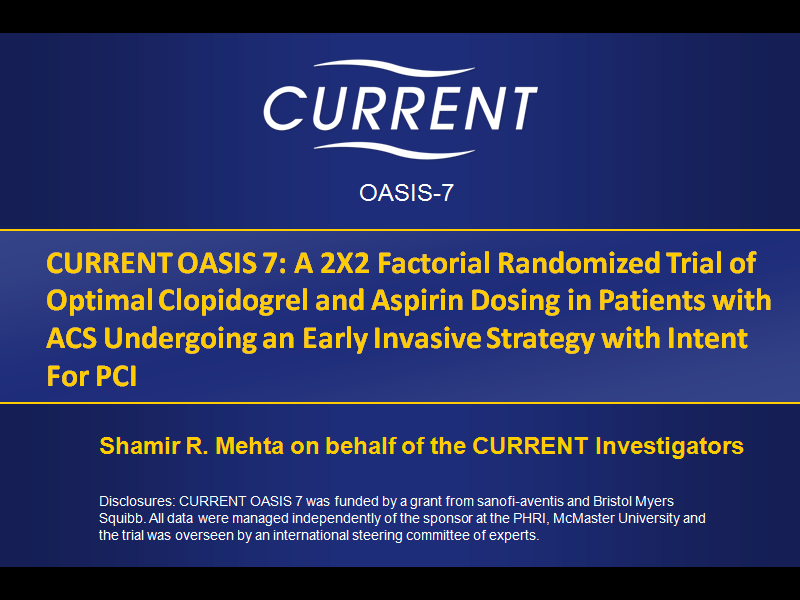 CURRENT
OASIS-7
CURRENT OASIS 7: A 2X2 Factorial Randomized Trial of
Optimal Clopidogrel and Aspirin Dosing in Patients with
ACS Undergoing an Early Invasive Strategy with Intent
For PCI
Shamir R. Mehta on behalf of the CURRENT Investigators
Disclosures: CURRENT OASIS 7 was funded by a grant from sanofi-aventis and Bristol Myers
Squibb. All data were managed independently of the sponsor at the PHRI, McMaster University and
the trial was overseen by an international steering committee of experts.